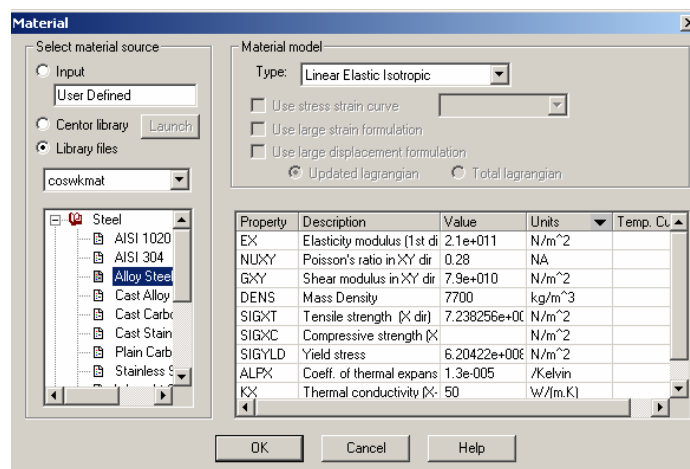 Material
Select material source
Input
User Defined
Centor library Launch
Library files
coswkmat
Steel
AISI 1020
AISI 304
Alloy Steel
Cast Alloy
Cast Carbo
Cast Stain
Plain Carb
Stainless S
Material model
Type: Linear Elastic Isotropic
Use stress strain curve
Use large strain formulation
Use large displacement formulation
Updated lagrangian Total lagrangian
Property Description Value Units Temp. Cu
EX Elasticity modulus (1st di 2.1e+011 N/m^2
NUXY Poisson's ratio in XY dir 0.28 NA
GXY Shear modulus in XY dir 7.9e+010 N/m^2
DENS Mass Density 7700 kg/m^3
SIGXT Tensile strength (X dir) 7.238256e+00 N/m^2
SIGXC Compressive strength (X N/m^2
SIGYLD Yield stress 6.20422e+008 N/m^2
ALPX Coeff. of thermal expans 1.3e-005 /Kelvin
KX Thermal conductivity (X- 50 W/(m.K)
OK Cancel Help